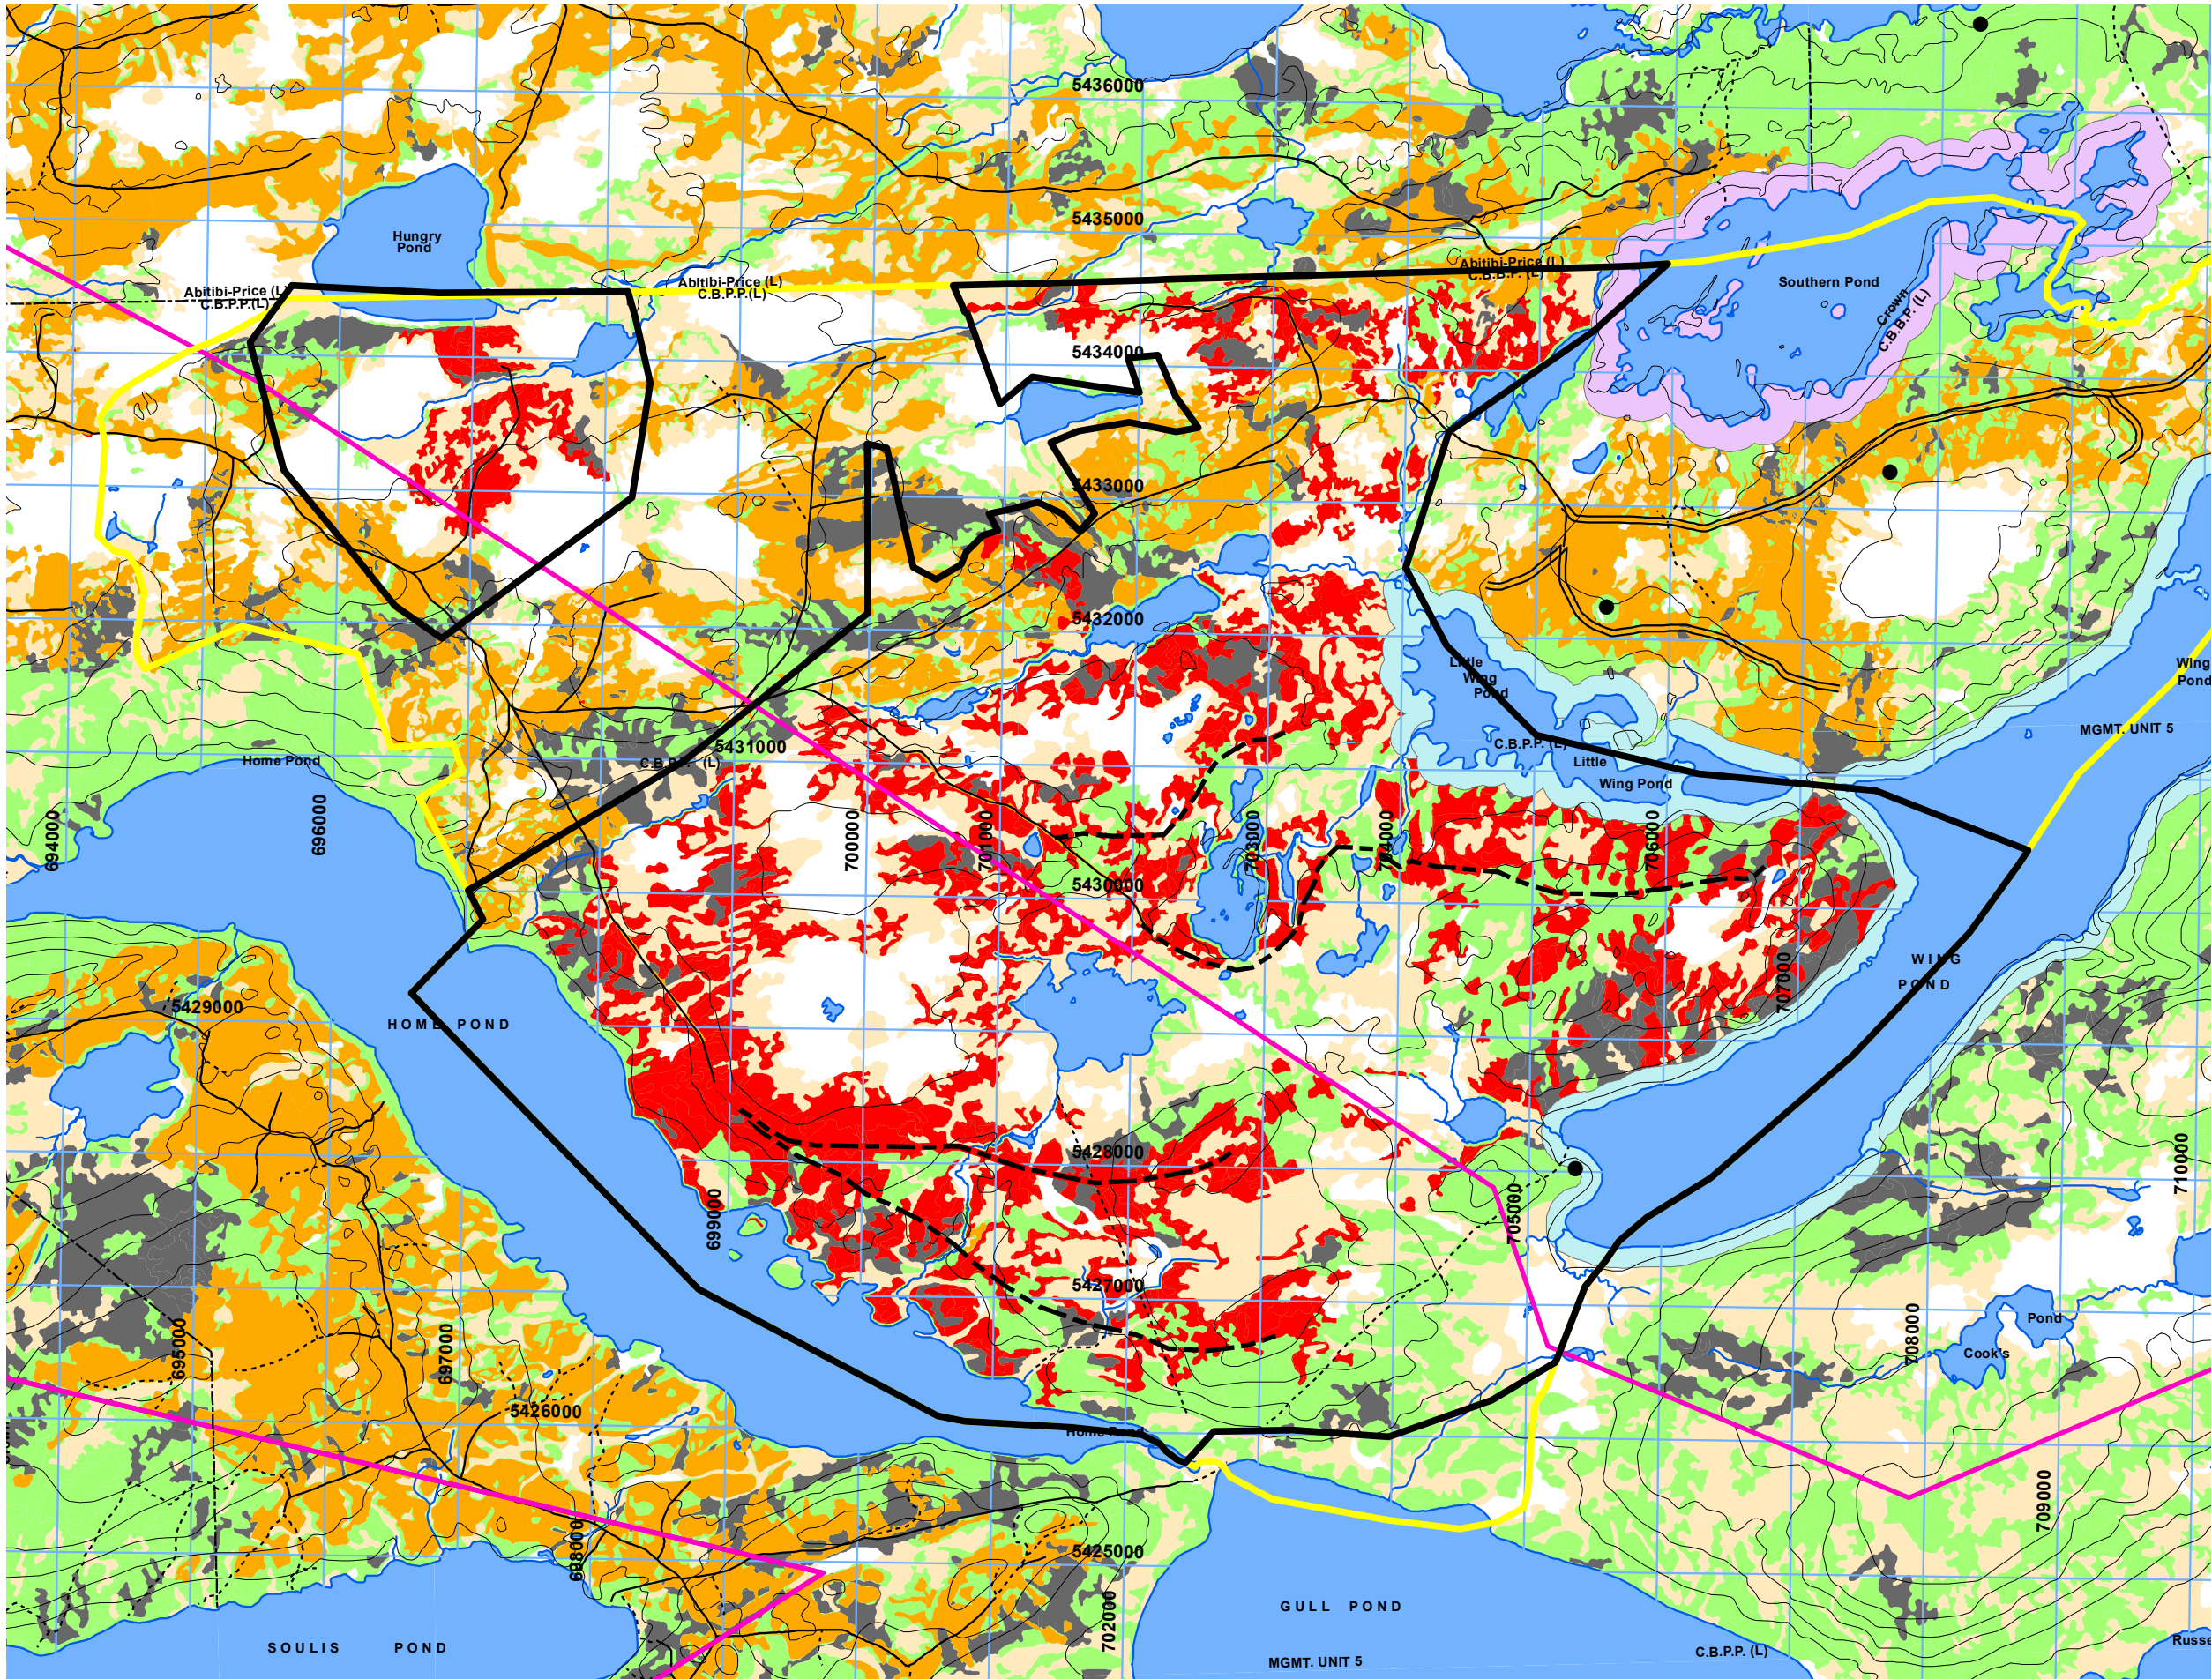 5436000
5435000
Hungry
Pond
Abitibi-Price (L)
C.B.P.P.(L)
Abitibi-Price (L)
C.B.P.P.(L)
Abitibi-Price (L)
C.B.B.P. (L)
Southern Pond
Crown
C.B.B.P. (L)
5434000
5433000
5432000
Little
Wing
Pond
Wing
Pond
MGMT. UNIT 5
5431000
C.B.P.P. (L)
C.B.P.P. (L)
Little
Wing Pond
Home Pond
694000
696000
700000
701000
703000
704000
706000
5430000
WING
POND
707000
5429000
HOME POND
5428000
710000
699000
705000
5427000
695000
697000
708000
Pond
Cook's
5426000
Home Pond
709000
698000
5425000
702000
GULL POND
SOULIS POND
MGMT. UNIT 5
C.B.P.P. (L)
Russe